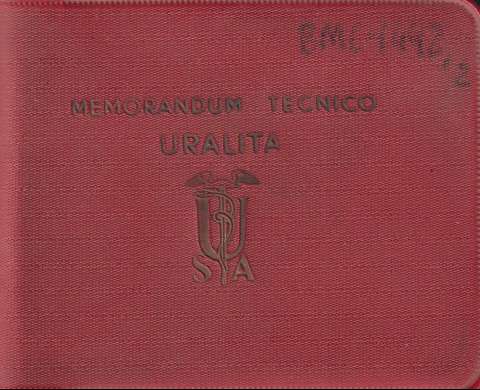 MEMORANDUM TECNICO
URALITA
U
S A